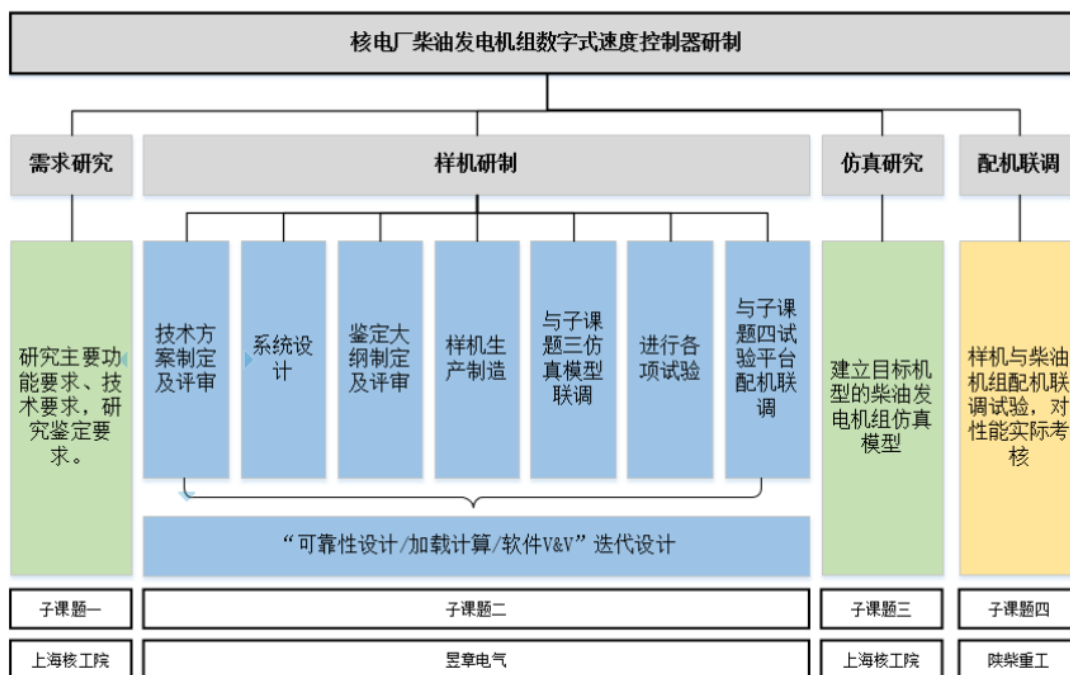 核电厂柴油发电机组数字式速度控制器研制
需求研究
样机研制
仿真研究
配机联调
研究主要功
能要求、技
术要求，研
究鉴定要
求。
技术方
案制定
及评审
系统设
计
鉴定大
纲制定
及评审
样机生
产制造
与子课
题三仿
真模型
联调
进行各
项试验
与子课
题四试
验平台
配机联
调
建立目标机
型的柴油发
电机组仿真
模型
样机与柴油
机组配机联
调试验，对
性能实际考
核
“可靠性设计/加载计算/软件V&V”迭代设计
子课题一
子课题二
子课题三
子课题四
上海核工院
昱章电气
上海核工院
陕柴重工